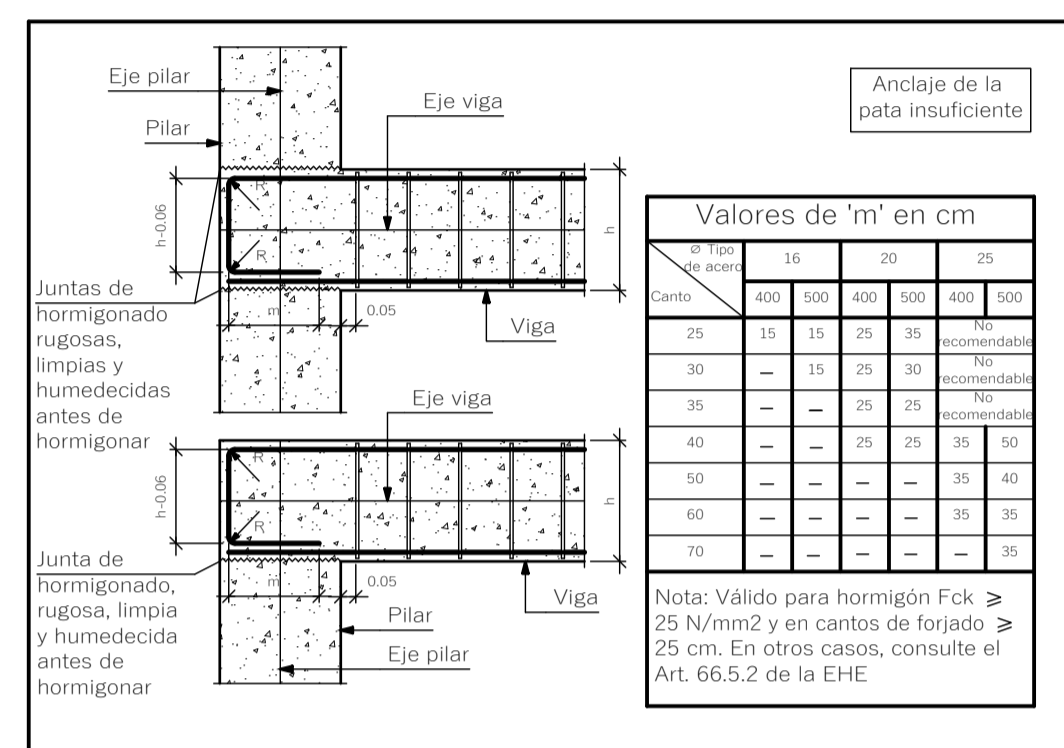 Eje pilar
Eje viga
Pilar
R
R
h-0.06
h
m
0.05
Viga
Juntas de
hormigonado
rugosas,
limpias y
humedecidas
antes de
hormigonar
Eje viga
R
R
h-0.06
h
m
0.05
Viga
Pilar
Eje pilar
Junta de
hormigonado,
rugosa, limpia
y humedecida
antes de
hormigonar
Anclaje de la
pata insuficiente
Valores de 'm' en cm
Ø Tipo
de acero
Canto
16 20 25
400 500 400 500 400 500
25 15 15 25 35 No recomendable
30 — 15 25 30 No recomendable
35 — — 25 25 No recomendable
40 — — 25 25 35 50
50 — — — — 35 40
60 — — — — 35 35
70 — — — — — 35
Nota: Válido para hormigón Fck ≥
25 N/mm2 y en cantos de forjado ≥
25 cm. En otros casos, consulte el
Art. 66.5.2 de la EHE